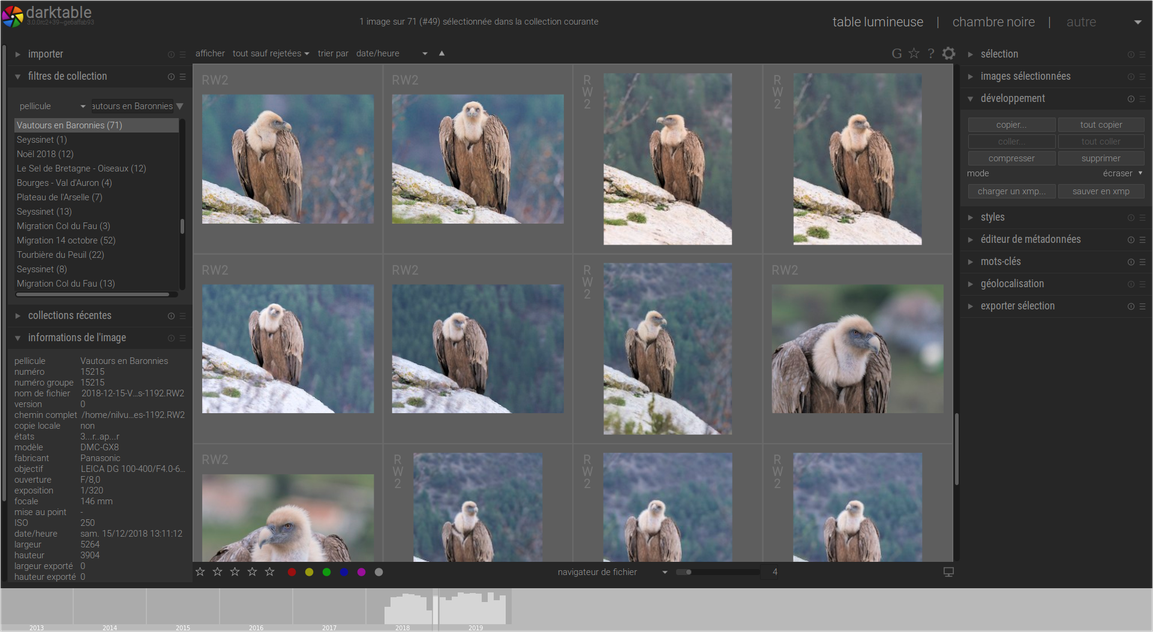 darktable
1 image sur 71 (#49) sélectionnée dans la collection courante
table lumineuse | chambre noire | autre
importer
filtres de collection
pellicule
utours en Baronnies
Vautours en Baronnies (71)
Seyssinet (1)
Noël 2018 (12)
Le Sel de Bretagne - Oiseaux (12)
Bourges - Val d'Auron (4)
Plateau de l'Arselle (7)
Seyssinet (13)
Migration Col du Fau (3)
Migration 14 octobre (52)
Tourbière du Peuil (22)
Seyssinet (8)
Migration Col du Fau (13)
collections récentes
informations de l'image
pellicule Vautours en Baronnies
numéro 15215
numéro groupe 15215
nom de fichier 2018-12-15-V...s-1192.RW2
version 0
chemin complet /home/nilvu...es-1192.RW2
copie locale non
états 3...r..ap...r
modèle DMC-GX8
fabricant Panasonic
objectif LEICA DG 100-400/F4.0-6...
ouverture F/8,0
exposition 1/320
focale 146 mm
mise au point -
ISO 250
date/heure sam. 15/12/2018 13:11:12
largeur 5264
hauteur 3904
largeur exporté 0
hauteur exporté 0
afficher tout sauf rejetées trier par date/heure
G ?
RW2
RW2
RW2
RW2
RW2
RW2
RW2
RW2
RW2
RW2
RW2
RW2
navigateur de fichier 4
sélection
images sélectionnées
développement
copier... tout copier
coller tout coller
compresser supprimer
mode écraser
charger un xmp... sauver en xmp
styles
éditeur de métadonnées
mots-clés
géolocalisation
exporter sélection
2013 2014 2015 2016 2017 2018 2019